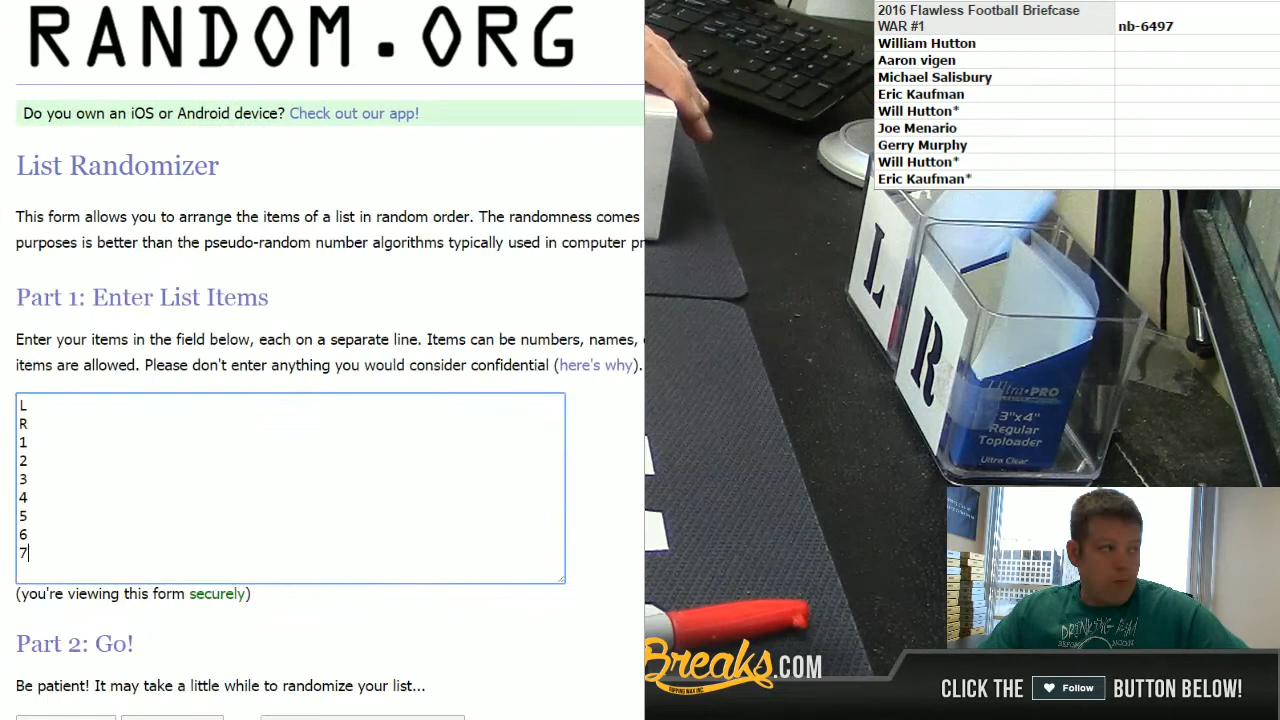 RANDOM.ORG
Do you own an iOS or Android device? Check out our app!
List Randomizer
This form allows you to arrange the items of a list in random order. The randomness comes
purposes is better than the pseudo-random number algorithms typically used in computer
Part 1: Enter List Items
Enter your items in the field below, each on a separate line. Items can be numbers, names,
items are allowed. Please don't enter anything you would consider confidential (here's why).
L
R
1
2
3
4
5
6
7
(you're viewing this form securely)
Part 2: Go!
Be patient! It may take a little while to randomize your list...
2016 Flawless Football Briefcase
WAR #1 nb-6497
William Hutton
Aaron vigen
Michael Salisbury
Eric Kaufman
Will Hutton*
Joe Menario
Gerry Murphy
Will Hutton*
Eric Kaufman*
L
R
Ultra•PRO
3"x4"
Regular
Toploader
Ultra Clear
Breaks.COM
RIPPING WAX INC.
CLICK THE Follow BUTTON BELOW!